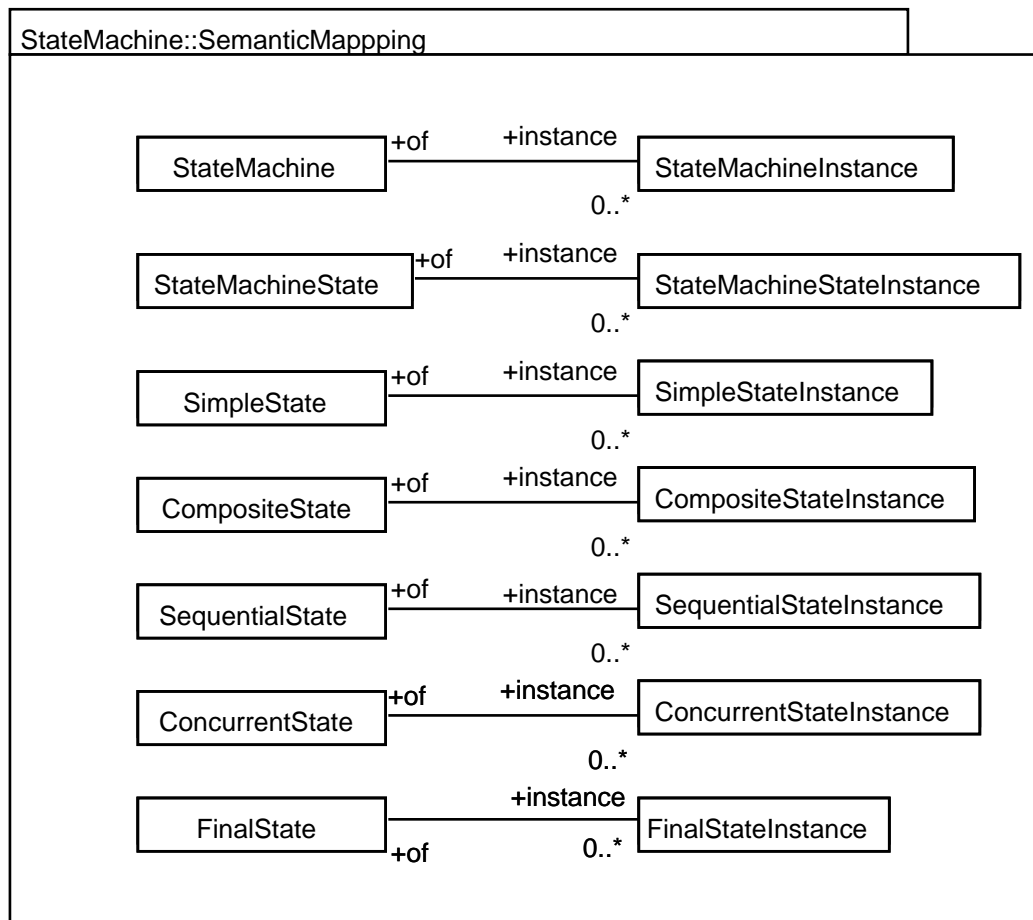 StateMachine::SemanticMappping
+of +instance
StateMachine StateMachineInstance
0..*
+of +instance
StateMachineState StateMachineStateInstance
0..*
+of +instance
SimpleState SimpleStateInstance
0..*
+of +instance
CompositeState CompositeStateInstance
0..*
+of +instance
SequentialState SequentialStateInstance
0..*
+of +instance
ConcurrentState ConcurrentStateInstance
0..*
+instance
FinalState FinalStateInstance
+of 0..*